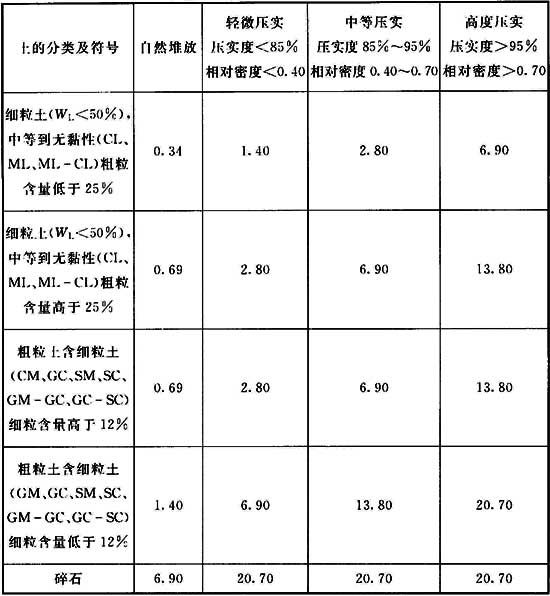 土的分类及符号
自然堆放
轻微压实
压实度<85%
相对密度<0.40
中等压实
压实度 85%~95%
相对密度 0.40~0.70
高度压实
压实度>95%
相对密度>0.70
细粒土(WL<50%),
中等到无黏性(CL、
ML、ML-CL)粗粒
含量低于 25%
0.34
1.40
2.80
6.90
细粒土(WL<50%),
中等到无黏性(CL、
ML、ML-CL)粗粒
含量高于 25%
0.69
2.80
6.90
13.80
粗粒土含细粒土
(CM、GC、SM、SC、
GM-GC、GC-SC)
细粒含量高于 12%
0.69
2.80
6.90
13.80
粗粒土含细粒土
(GM、GC、SM、SC、
GM-GC、GC-SC)
细粒含量低于 12%
1.40
6.90
13.80
20.70
碎石
6.90
20.70
20.70
20.70